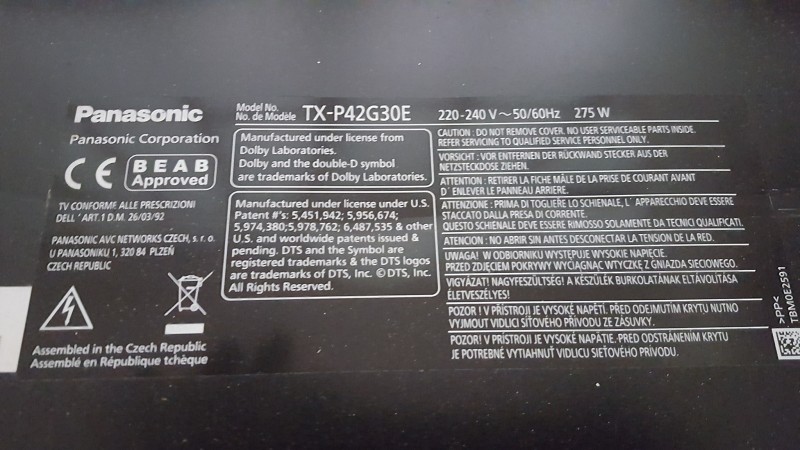 Panasonic
Model No.
No. de Modèle
TX-P42G30E
220-240 V～50/60Hz
275 W
Panasonic Corporation
CE
BEAB
Approved
TV CONFORME ALLE PRESCRIZIONI
DELL ' ART.1 D.M. 26/03/92
PANASONIC AVC NETWORKS CZECH, s. r. o.
U PANASONIKU 1, 320 84 PLZEŇ
CZECH REPUBLIC
Assembled in the Czech Republic
Assemblé en République tchèque
Manufactured under license from
Dolby Laboratories.
Dolby and the double-D symbol
are trademarks of Dolby Laboratories.
Manufactured under license under U.S.
Patent #'s: 5,451,942; 5,956,674;
5,974,380;5,978,762; 6,487,535 & other
U.S. and worldwide patents issued &
pending. DTS and the Symbol are
registered trademarks & the DTS logos
are trademarks of DTS, Inc. © DTS, Inc.
All Rights Reserved.
CAUTION : DO NOT REMOVE COVER. NO USER SERVICEABLE PARTS INSIDE.
REFER SERVICING TO QUALIFIED SERVICE PERSONNEL ONLY.
VORSICHT : VOR ENTFERNEN DER RÜCKWAND STECKER AUS DER
NETZSTECKDOSE ZIEHEN.
ATTENTION : RETIRER LA FICHE MÂLE DE LA PRISE DE COURANT AVANT
D ' ENLEVER LE PANNEAU ARRIERE.
ATTENZIONE : PRIMA DI TOGLIERE LO SCHIENALE, L' APPARECCHIO DEVE ESSERE
STACCATO DALLA PRESA DI CORRENTE.
QUESTO SCHIENALE DEVE ESSERE RIMOSSO SOLAMENTE DA TECNICI QUALIFICATI.
ATENCION : NO ABRIR SIN ANTES DESCONECTAR LA TENSION DE LA RED.
UWAGA! W ODBIORNIKU WYSTĘPUJE WYSOKIE NAPIĘCIE.
PRZED ZDJĘCIEM POKRYWY WYCIĄGNĄĆ WTYCZKĘ Z GNIAZDA SIECIOWEGO.
VIGYÁZAT! NAGYFESZÜLTSÉG! A KÉSZÜLÉK BURKOLATÁNAK ELTÁVOLÍTÁSA
ÉLETVESZÉLYES!
POZOR ! V PŘÍSTROJI JE VYSOKÉ NAPĚTÍ. PŘED ODEJMUTÍM KRYTU NUTNO
VYJMOUT VIDLICI SÍŤOVÉHO PŘÍVODU ZE ZÁSUVKY.
POZOR! V PRÍSTROJI JE VYSOKÉ NAPÄTIE. PRED ODSTRÁNENÍM KRYTU
JE POTREBNÉ VYTIAHNUŤ VIDLICU SIEŤOVÉHO PRÍVODU.
>PP<
TBM0E2591